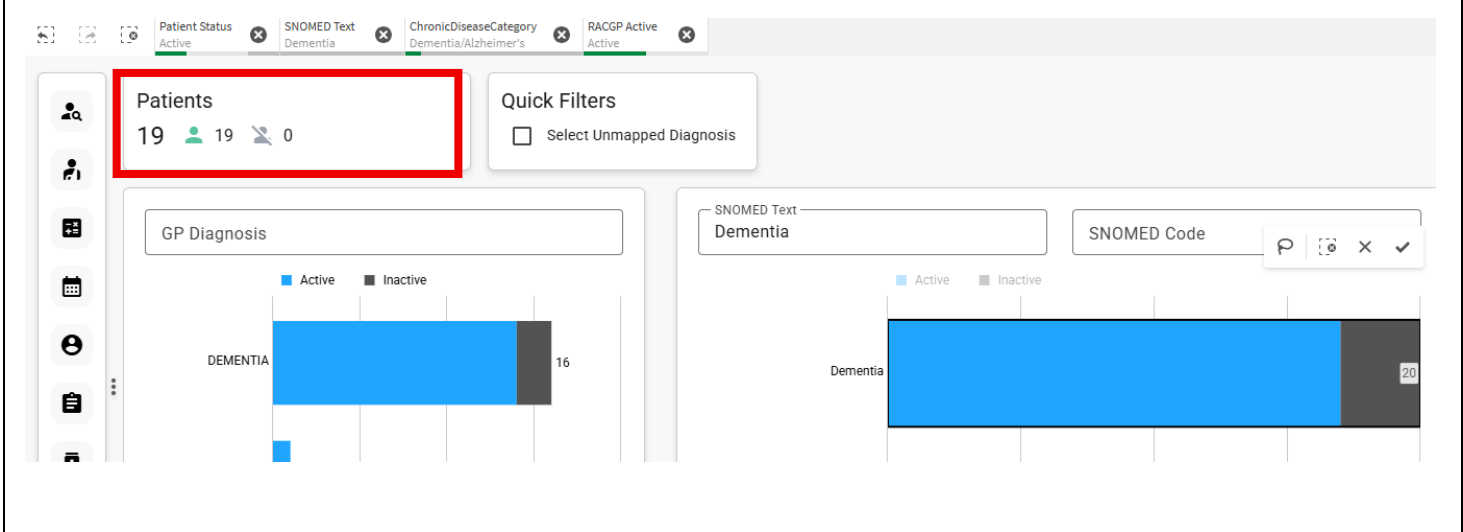 Patient Status
Active
SNOMED Text
Dementia
ChronicDiseaseCategory
Dementia/Alzheimer's
RACGP Active
Active
Patients
19 19 0
Quick Filters
Select Unmapped Diagnosis
GP Diagnosis
Active Inactive
DEMENTIA
16
SNOMED Text
Dementia
SNOMED Code
Active Inactive
Dementia
20